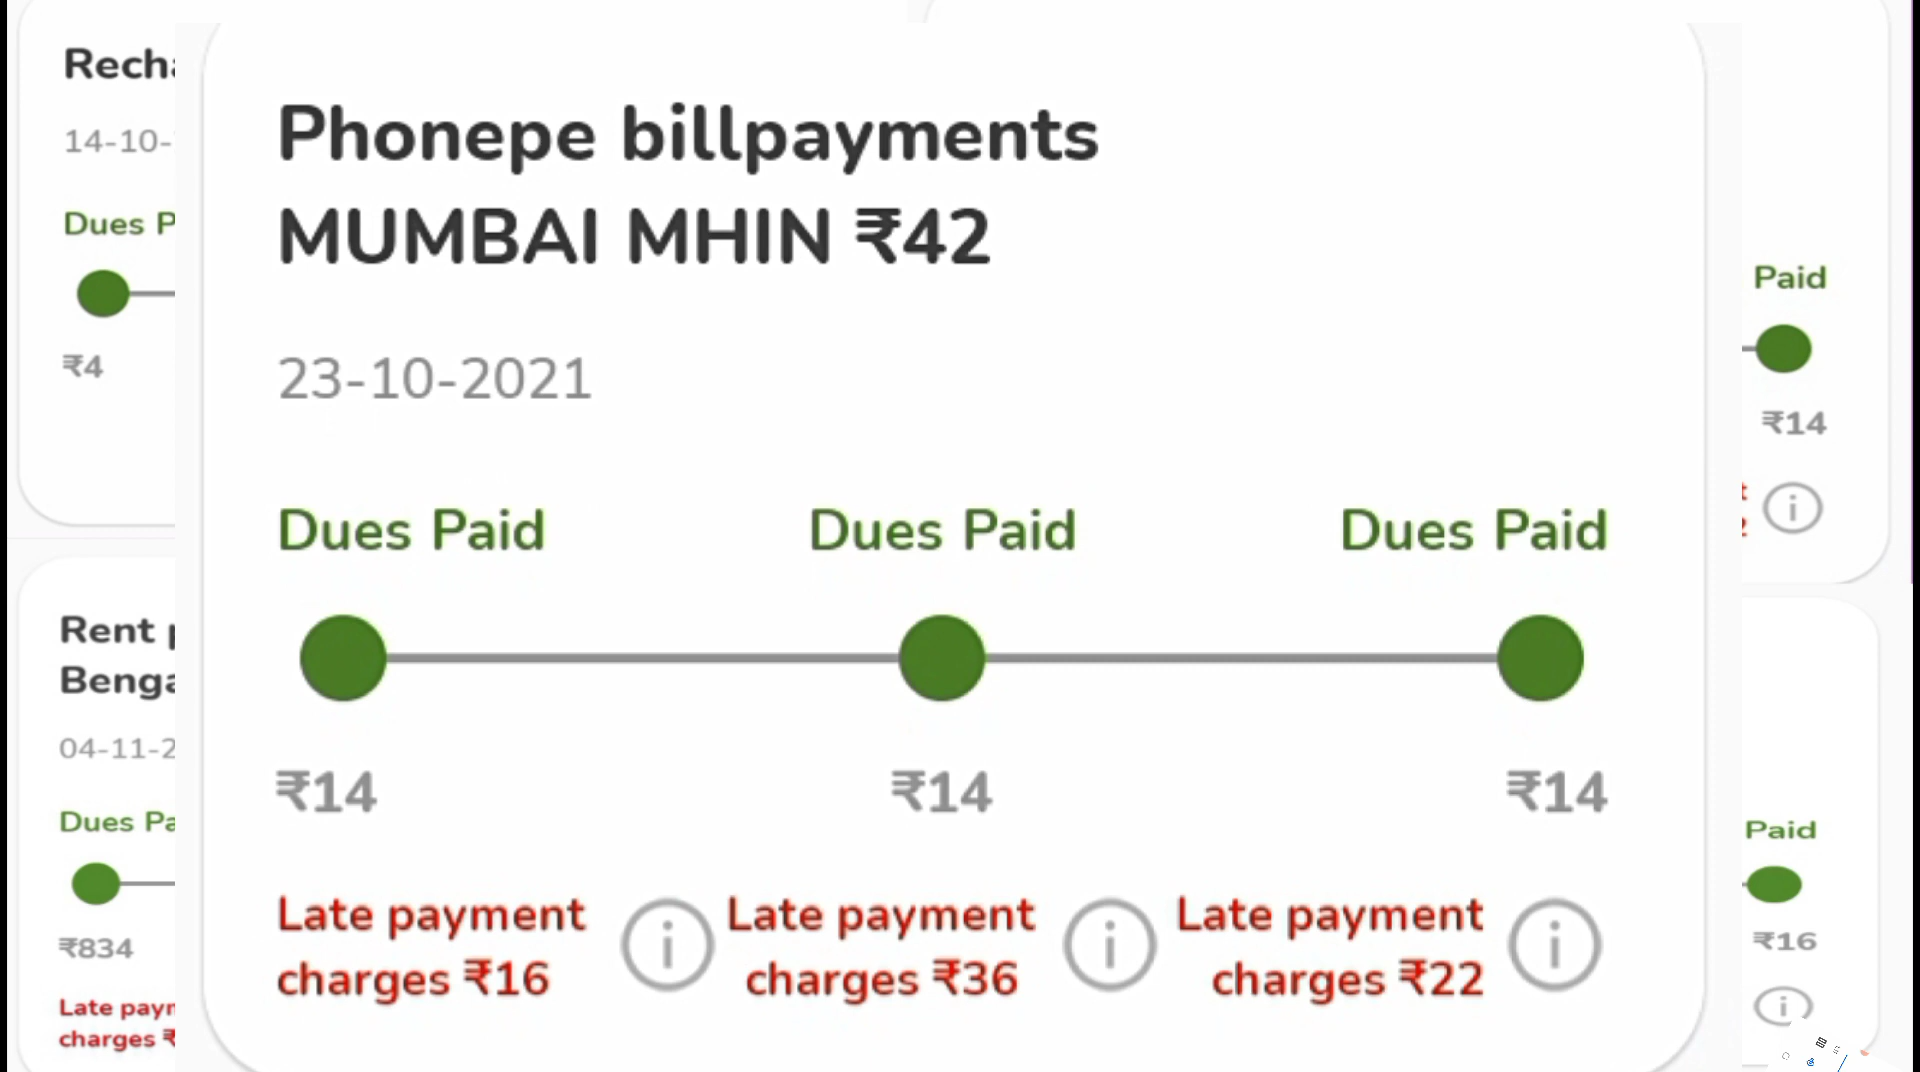 Phonepe billpayments
MUMBAI MHIN ₹42
23-10-2021
Dues Paid Dues Paid Dues Paid
₹14 ₹14 ₹14
Late payment Late payment Late payment
charges ₹16 charges ₹36 charges ₹22
14-10-
Dues P
₹4
Rent
04-11-2
Dues Pa
₹834
Late
charges ₹
Paid
₹14
Paid
₹16